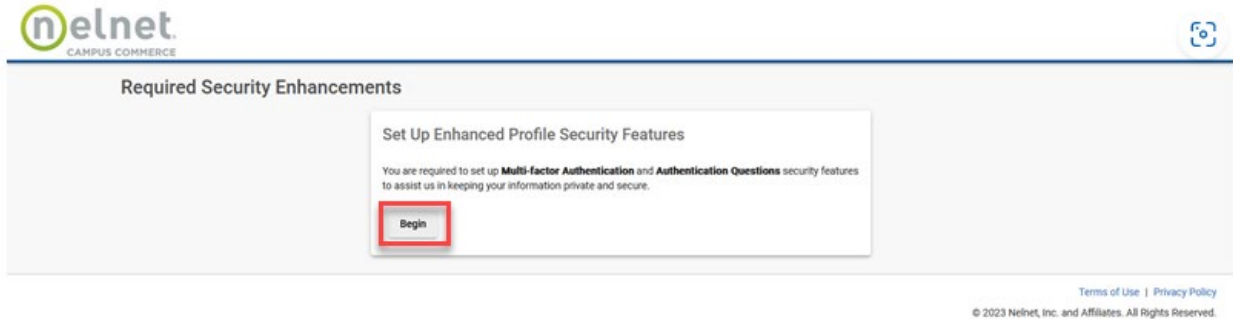 nelnet
CAMPUS COMMERCE
Required Security Enhancements
Set Up Enhanced Profile Security Features
You are required to set up Multi-factor Authentication and Authentication Questions security features
to assist us in keeping your information private and secure.
Begin
Terms of Use | Privacy Policy
© 2023 Nelnet, Inc. and Affiliates. All Rights Reserved.